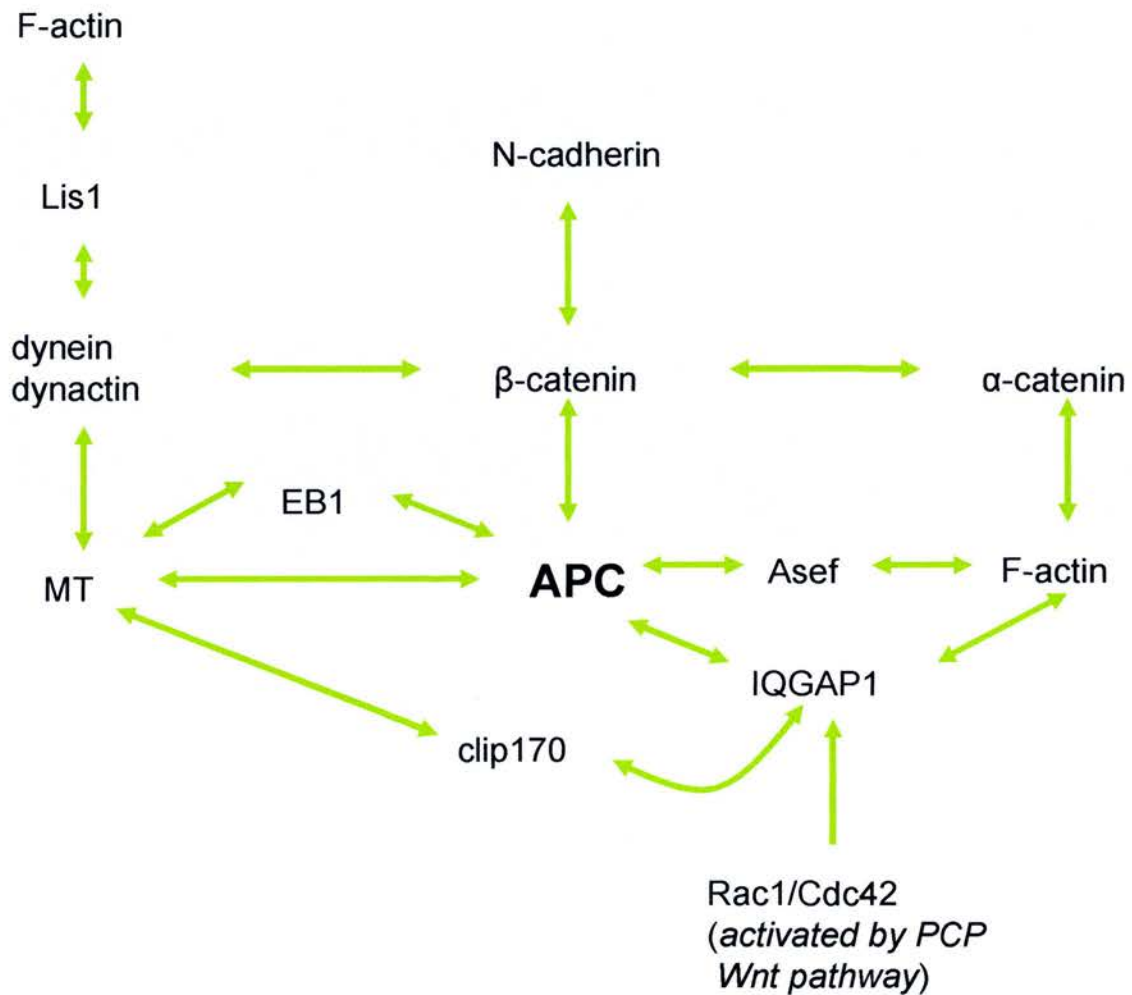 F-actin
N-cadherin
Lis1
dynein
dynactin
β-catenin
α-catenin
EB1
MT
APC
Asef
F-actin
IQGAP1
clip170
Rac1/Cdc42
(activated by PCP
Wnt pathway)